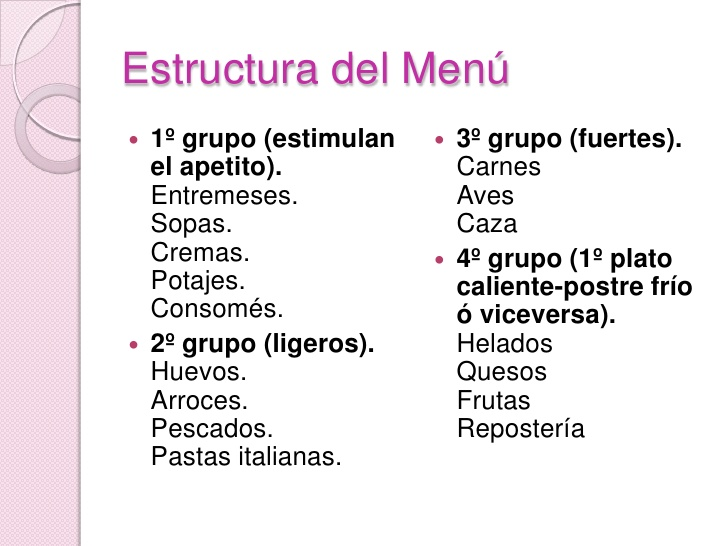 Estructura del Menú
1º grupo (estimulan
el apetito).
Entremeses.
Sopas.
Cremas.
Potajes.
Consomés.
2º grupo (ligeros).
Huevos.
Arroces.
Pescados.
Pastas italianas.
3º grupo (fuertes).
Carnes
Aves
Caza
4º grupo (1º plato
caliente-postre frío
ó viceversa).
Helados
Quesos
Frutas
Repostería